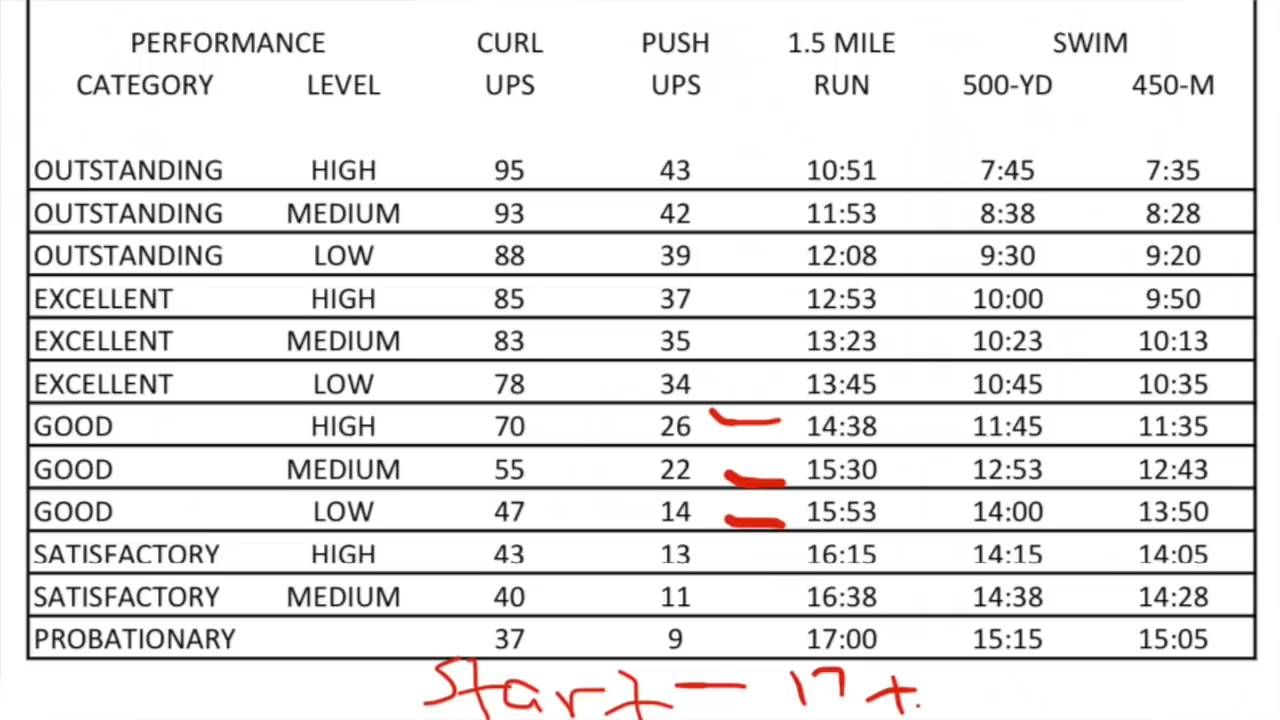 PERFORMANCE CURL PUSH 1.5 MILE SWIM
CATEGORY LEVEL UPS UPS RUN 500-YD 450-M
OUTSTANDING HIGH 95 43 10:51 7:45 7:35
OUTSTANDING MEDIUM 93 42 11:53 8:38 8:28
OUTSTANDING LOW 88 39 12:08 9:30 9:20
EXCELLENT HIGH 85 37 12:53 10:00 9:50
EXCELLENT MEDIUM 83 35 13:23 10:23 10:13
EXCELLENT LOW 78 34 13:45 10:45 10:35
GOOD HIGH 70 26 14:38 11:45 11:35
GOOD MEDIUM 55 22 15:30 12:53 12:43
GOOD LOW 47 14 15:53 14:00 13:50
SATISFACTORY HIGH 43 13 16:15 14:15 14:05
SATISFACTORY MEDIUM 40 11 16:38 14:38 14:28
PROBATIONARY 37 9 17:00 15:15 15:05
Start — 17 +